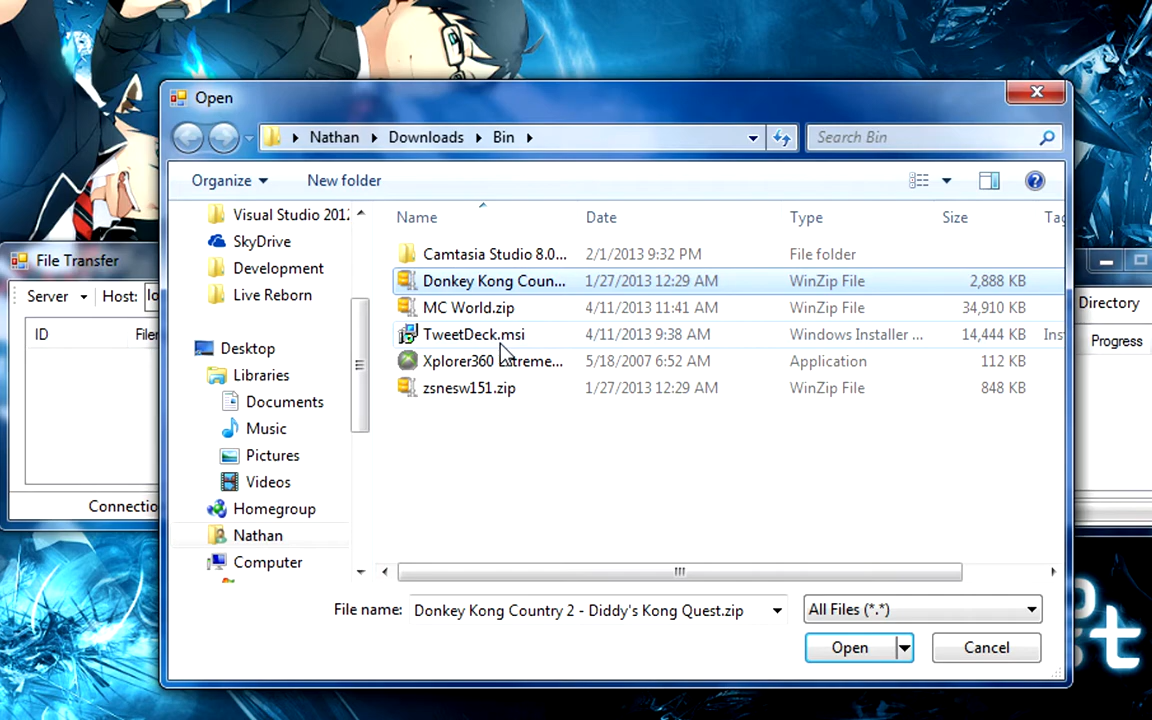 Open
Nathan Downloads Bin
Search Bin
Organize New folder
Name Date Type Size
Visual Studio 2012
SkyDrive
Development
Live Reborn
Desktop
Libraries
Documents
Music
Pictures
Videos
Homegroup
Nathan
Computer
Camtasia Studio 8.0... 2/1/2013 9:32 PM File folder
Donkey Kong Coun... 1/27/2013 12:29 AM WinZip File 2,888 KB
MC World.zip 4/11/2013 11:41 AM WinZip File 34,910 KB
TweetDeck.msi 4/11/2013 9:38 AM Windows Installer ... 14,444 KB
Xplorer360 Extreme... 5/18/2007 6:52 AM Application 112 KB
zsnesw151.zip 1/27/2013 12:29 AM WinZip File 848 KB
File name: Donkey Kong Country 2 - Diddy's Kong Quest.zip All Files (*.*)
Open Cancel
File Transfer
Server Host:
ID
Directory
Progress